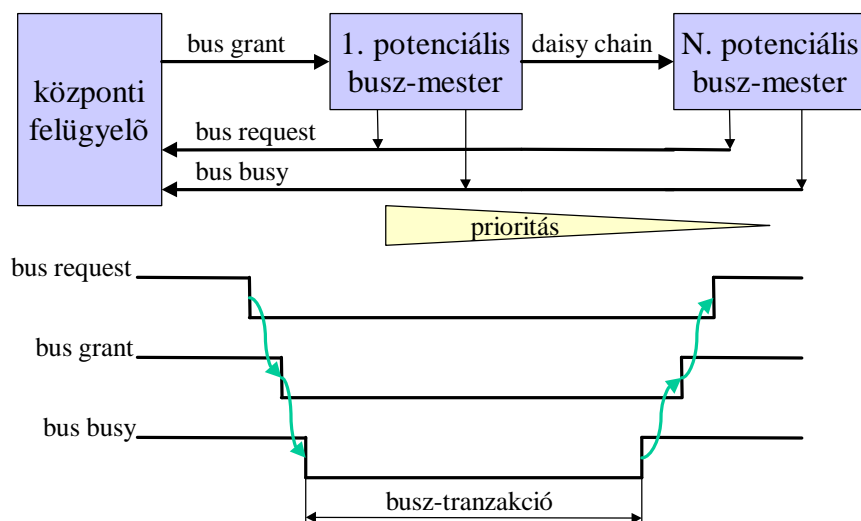 bus grant
1. potenciális
busz-mester
daisy chain
N. potenciális
busz-mester
központi
felügyelõ
bus request
bus busy
prioritás
bus request
bus grant
bus busy
busz-tranzakció